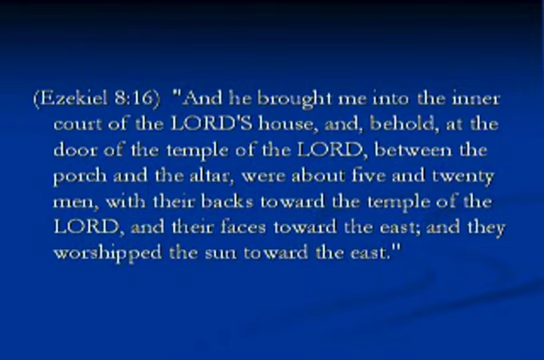 (Ezekiel 8:16) "And he brought me into the inner
court of the LORD'S house, and, behold, at the
door of the temple of the LORD, between the
porch and the altar, were about five and twenty
men, with their backs toward the temple of the
LORD, and their faces toward the east; and they
worshipped the sun toward the east."